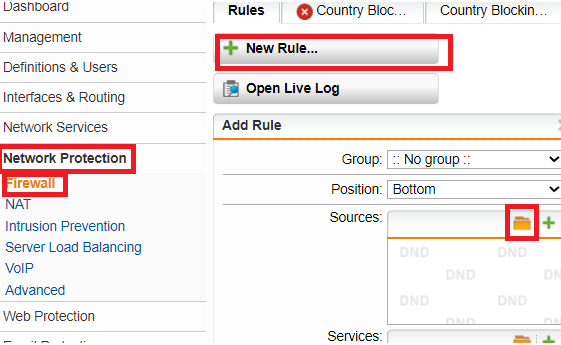 Dashboard
Management
Definitions & Users
Interfaces & Routing
Network Services
Network Protection
Firewall
NAT
Intrusion Prevention
Server Load Balancing
VoIP
Advanced
Web Protection
Rules
Country Bloc...
Country Blockin...
New Rule...
Open Live Log
Add Rule
Group: :: No group ::
Position: Bottom
Sources:
DND DND
DND DND
DND DND
DND DND
Services: